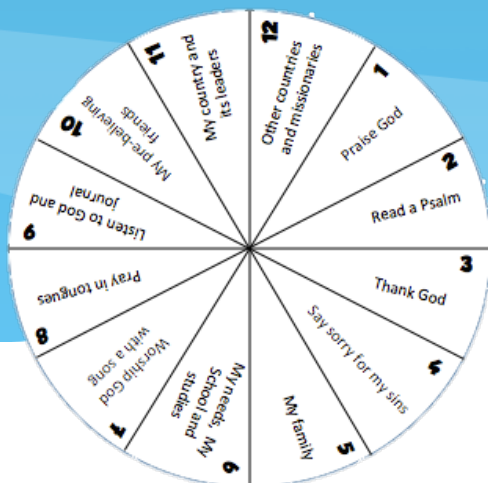 12
Other countries
and missionaries
1
Praise God
2
Read a Psalm
3
Thank God
4
Say sorry for my sins
5
My family
6
My needs, My
School and
studies
7
Worship God
with a song
8
Pray in tongues
9
Listen to God and
journal
10
My pre-believing
friends
11
My country and
its leaders